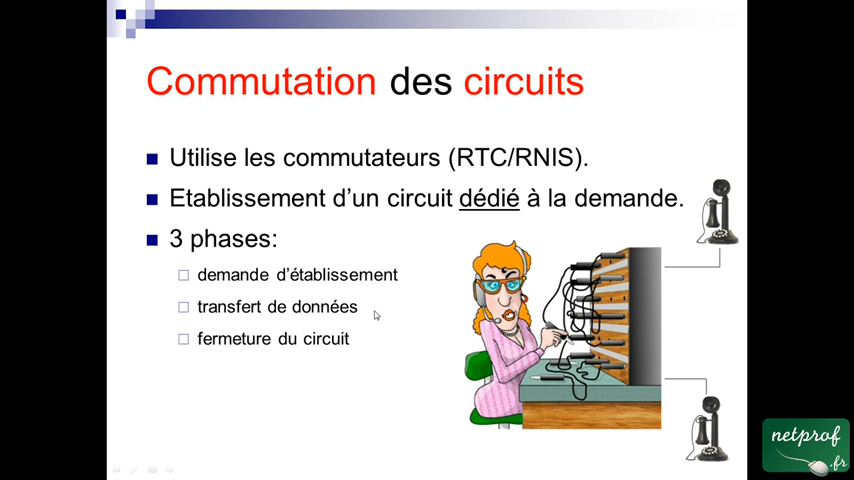 Commutation des circuits
Utilise les commutateurs (RTC/RNIS).
Etablissement d’un circuit dédié à la demande.
3 phases:
demande d’établissement
transfert de données
fermeture du circuit
netprof
.fr